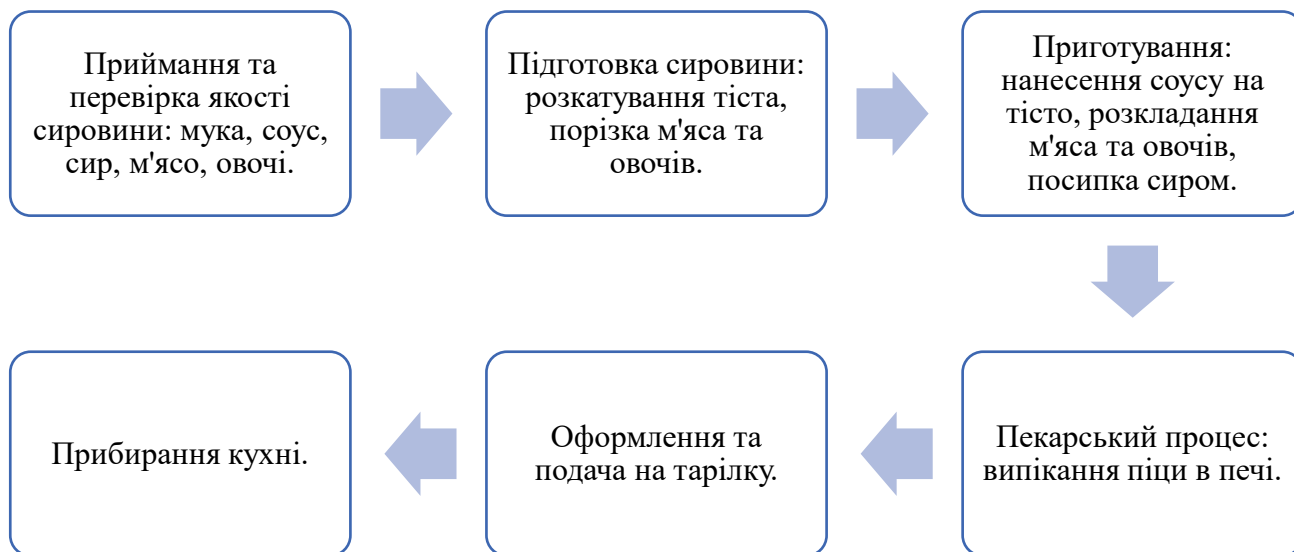 Приймання та
перевірка якості
сировини: мука, соус,
сир, м'ясо, овочі.
Підготовка сировини:
розкатування тіста,
порізка м'яса та
овочів.
Приготування:
нанесення соусу на
тісто, розкладання
м'яса та овочів,
посипка сиром.
Пекарський процес:
випікання піци в печі.
Оформлення та
подача на тарілку.
Прибирання кухні.